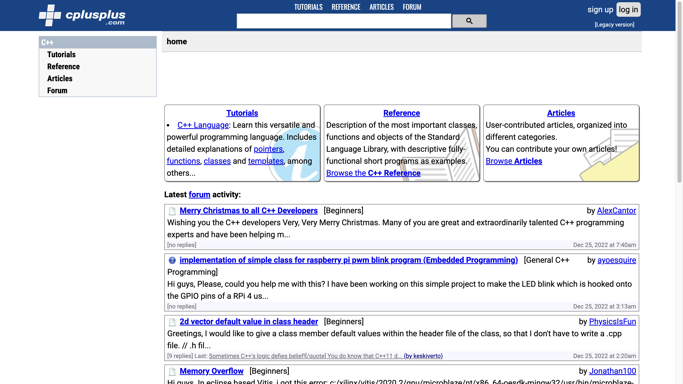 cplusplus
.com
TUTORIALS REFERENCE ARTICLES FORUM
sign up log in
[Legacy version]
C++
Tutorials
Reference
Articles
Forum
home
Tutorials
• C++ Language: Learn this versatile and
powerful programming language. Includes
detailed explanations of pointers,
functions, classes and templates, among
others...
Reference
Description of the most important classes,
functions and objects of the Standard
Language Library, with descriptive fully-
functional short programs as examples.
Browse the C++ Reference
Articles
User-contributed articles, organized into
different categories.
You can contribute your own articles!
Browse Articles
Latest forum activity:
Merry Christmas to all C++ Developers [Beginners] by AlexCantor
Wishing you the C++ developers Very, Very Merry Christmas. Many of you are great and extraordinarily talented C++ programming
experts and have been helping m...
[no replies] Dec 25, 2022 at 7:40am
implementation of simple class for raspberry pi pwm blink program (Embedded Programming) [General C++ by ayoesquire
Programming]
Hi guys, Please, could you help me with this? I have been working on this simple project to make the LED blink which is hooked onto
the GPIO pins of a RPi 4 us...
[no replies] Dec 25, 2022 at 3:13am
2d vector default value in class header [Beginners] by PhysicsIsFun
Greetings, I would like to give a class member default values within the header file of the class, so that I don't have to write a .cpp
file. // .h fil...
[9 replies] Last: Sometimes C++'s logic defies belief![/quote] You do know that C++11 d... (by keskiverto) Dec 25, 2022 at 2:20am
Memory Overflow [Beginners] by Jonathan100
Hi guys, In eclipse based Vitis, i got this error: c:/xilinx/vitis/2020.2/gnu/microblaze/nt/x86_64-oesdk-mingw32/usr/bin/microblaze-